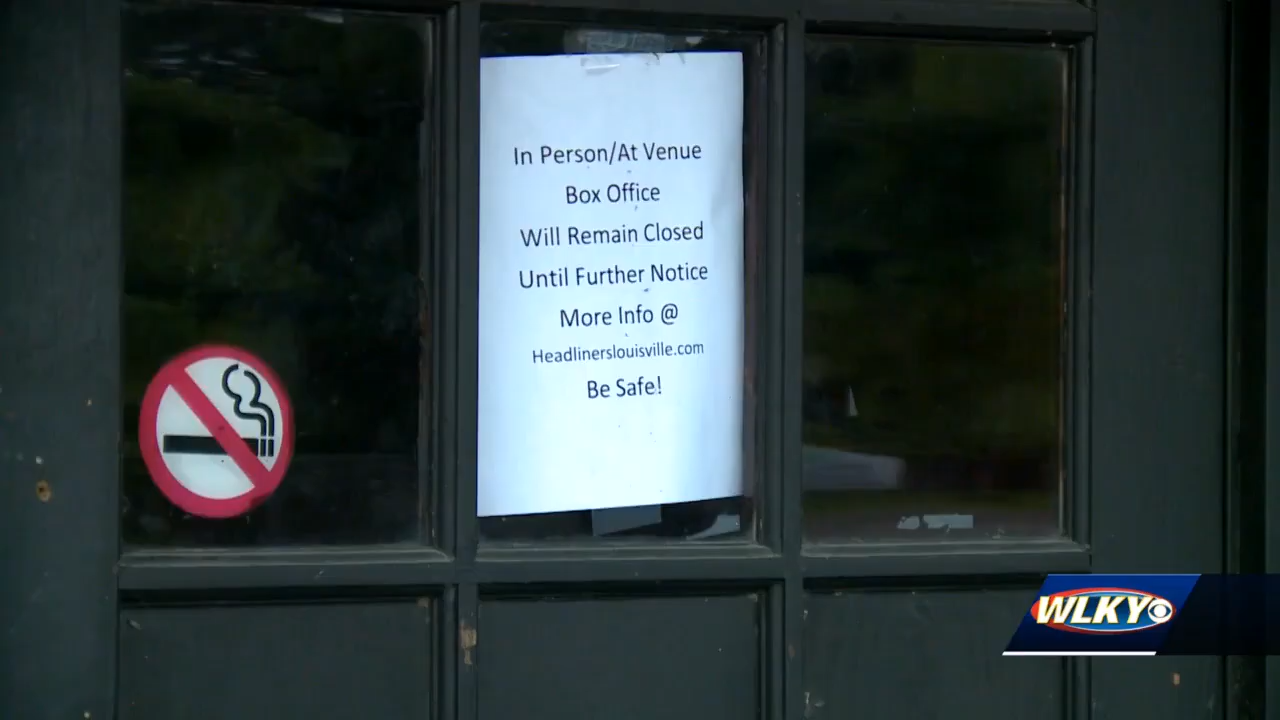 In Person/At Venue
Box Office
Will Remain Closed
Until Further Notice
More Info @
Headlinerslouisville.com
Be Safe!
WLKY